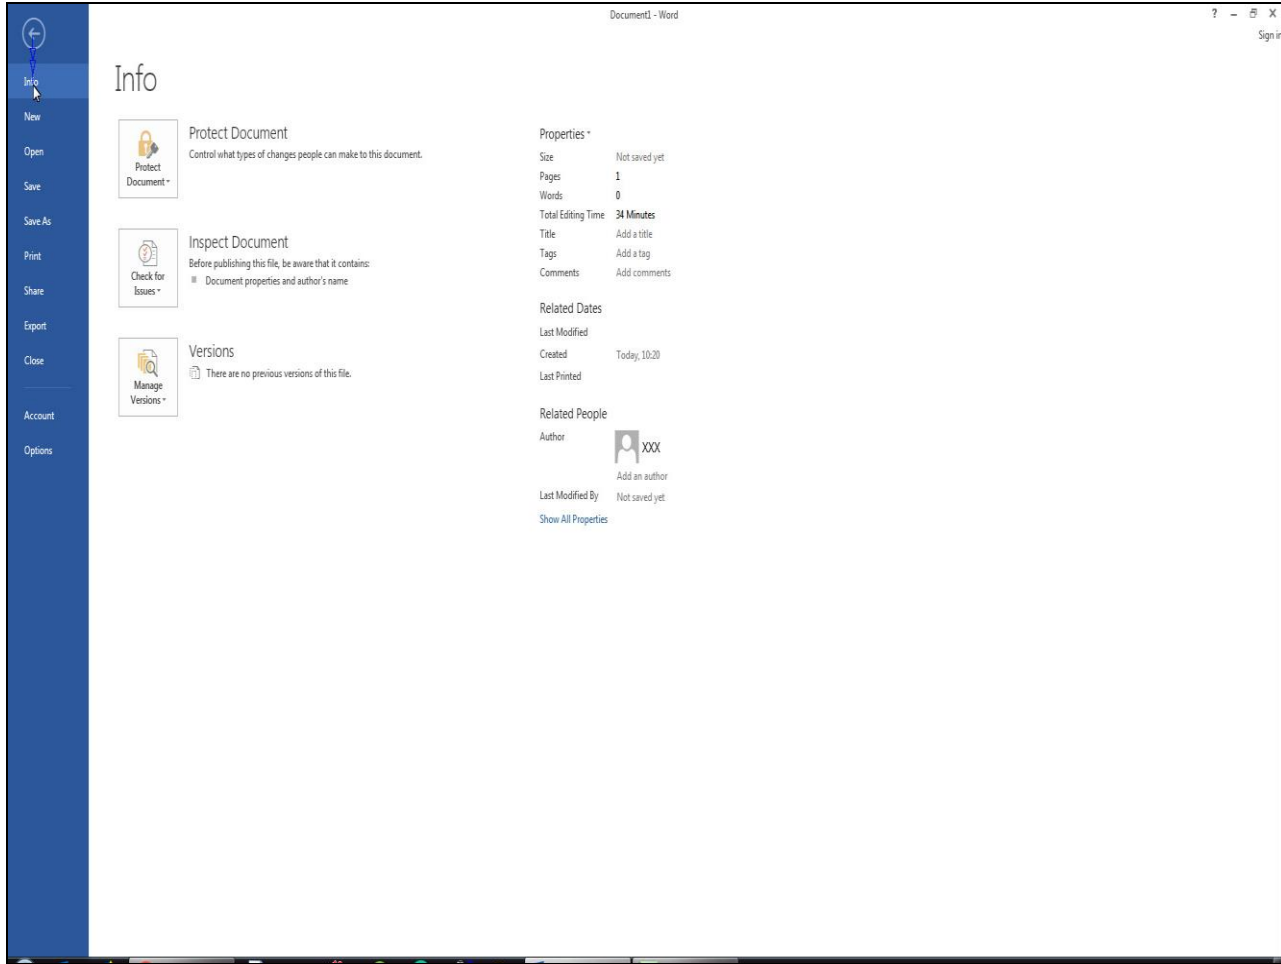 Document1 - Word
?
Sign in
Info
New
Open
Save
Save As
Print
Share
Export
Close
Account
Options
Info
Protect
Document
Protect Document
Control what types of changes people can make to this document.
Check for
Issues
Inspect Document
Before publishing this file, be aware that it contains:
Document properties and author's name
Manage
Versions
Versions
There are no previous versions of this file.
Properties
Size Not saved yet
Pages 1
Words 0
Total Editing Time 34 Minutes
Title Add a title
Tags Add a tag
Comments Add comments
Related Dates
Last Modified
Created Today, 10:20
Last Printed
Related People
Author XXX
Add an author
Last Modified By Not saved yet
Show All Properties